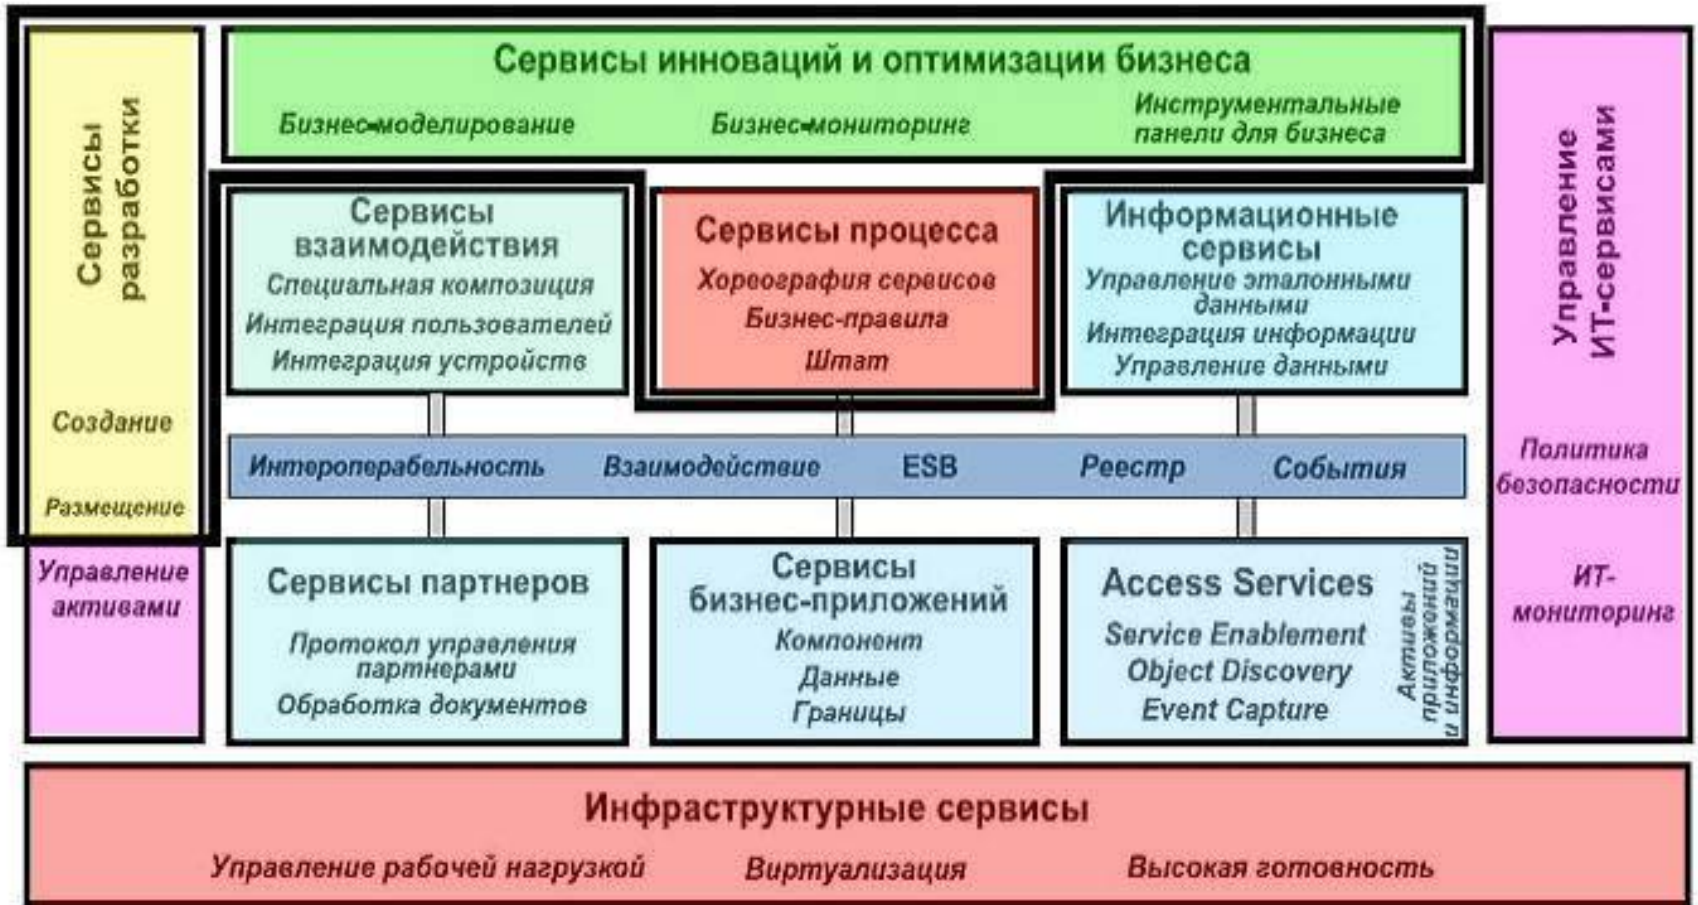 Сервисы
разработки
Создание
Размещение
Управление
активами
Сервисы инноваций и оптимизации бизнеса
Бизнес-моделирование
Бизнес-мониторинг
Инструментальные
панели для бизнеса
Сервисы
взаимодействия
Специальная композиция
Интеграция пользователей
Интеграция устройств
Сервисы процесса
Хореография сервисов
Бизнес-правила
Штат
Информационные
сервисы
Управление эталонными
данными
Интеграция информации
Управление данными
Интероперабельность Взаимодействие ESB Реестр События
Сервисы партнеров
Протокол управления
партнерами
Обработка документов
Сервисы
бизнес-приложений
Компонент
Данные
Границы
Access Services
Service Enablement
Object Discovery
Event Capture
Активы
приложений
и информации
Управление
ИТ-сервисами
Политика
безопасности
ИТ-
мониторинг
Инфраструктурные сервисы
Управление рабочей нагрузкой Виртуализация Высокая готовность